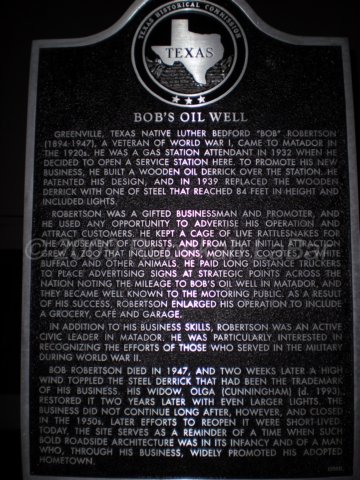 TEXAS HISTORICAL COMMISSION
TEXAS
BOB'S OIL WELL
GREENVILLE, TEXAS NATIVE LUTHER BEDFORD "BOB" ROBERTSON
(1894-1947), A VETERAN OF WORLD WAR I, CAME TO MATADOR IN
THE 1920s. HE WAS A GAS STATION ATTENDANT IN 1932 WHEN HE
DECIDED TO OPEN A SERVICE STATION HERE. TO PROMOTE HIS NEW
BUSINESS, HE BUILT A WOODEN OIL DERRICK OVER THE STATION. HE
PATENTED HIS DESIGN, AND IN 1939 REPLACED THE WOODEN
DERRICK WITH ONE OF STEEL THAT REACHED 84 FEET IN HEIGHT AND
INCLUDED LIGHTS.
ROBERTSON WAS A GIFTED BUSINESSMAN AND PROMOTER, AND
HE USED ANY OPPORTUNITY TO ADVERTISE HIS OPERATION AND
ATTRACT CUSTOMERS. HE KEPT A CAGE OF LIVE RATTLESNAKES FOR
THE AMUSEMENT OF TOURISTS, AND FROM THAT INITIAL DISPLAY
GREW A ZOO THAT INCLUDED LIONS, MONKEYS, COYOTES, A WHITE
BUFFALO AND OTHER ANIMALS. HE PAID LONG DISTANCE TRUCKERS
TO PLACE ADVERTISING SIGNS AT STRATEGIC POINTS ACROSS THE
NATION NOTING THE MILEAGE TO BOB'S OIL WELL IN MATADOR, AND
THEY BECAME WELL KNOWN TO THE MOTORING PUBLIC. AS A RESULT
OF HIS SUCCESS, ROBERTSON ENLARGED HIS OPERATION TO INCLUDE
A GROCERY, CAFÉ AND GARAGE.
IN ADDITION TO HIS BUSINESS SKILLS, ROBERTSON WAS AN ACTIVE
CIVIC LEADER IN MATADOR. HE WAS PARTICULARLY INTERESTED IN
RECOGNIZING THE EFFORTS OF THOSE WHO SERVED IN THE MILITARY
DURING WORLD WAR II.
BOB ROBERTSON DIED IN 1947, AND TWO WEEKS LATER A HIGH
WIND TOPPLED THE STEEL DERRICK THAT HAD BEEN THE TRADEMARK
OF HIS BUSINESS. HIS WIDOW, OLGA (CUNNINGHAM) (d. 1993),
RESTORED IT TWO YEARS LATER WITH EVEN LARGER LIGHTS. THE
BUSINESS DID NOT CONTINUE LONG AFTER, HOWEVER, AND CLOSED
IN THE 1950s. LATER EFFORTS TO REOPEN IT WERE SHORT-LIVED.
TODAY, THE SITE SERVES AS A REMINDER OF A TIME WHEN SUCH
BOLD ROADSIDE ARCHITECTURE WAS IN ITS INFANCY AND OF A MAN
WHO, THROUGH HIS BUSINESS, WIDELY PROMOTED HIS ADOPTED
HOMETOWN.